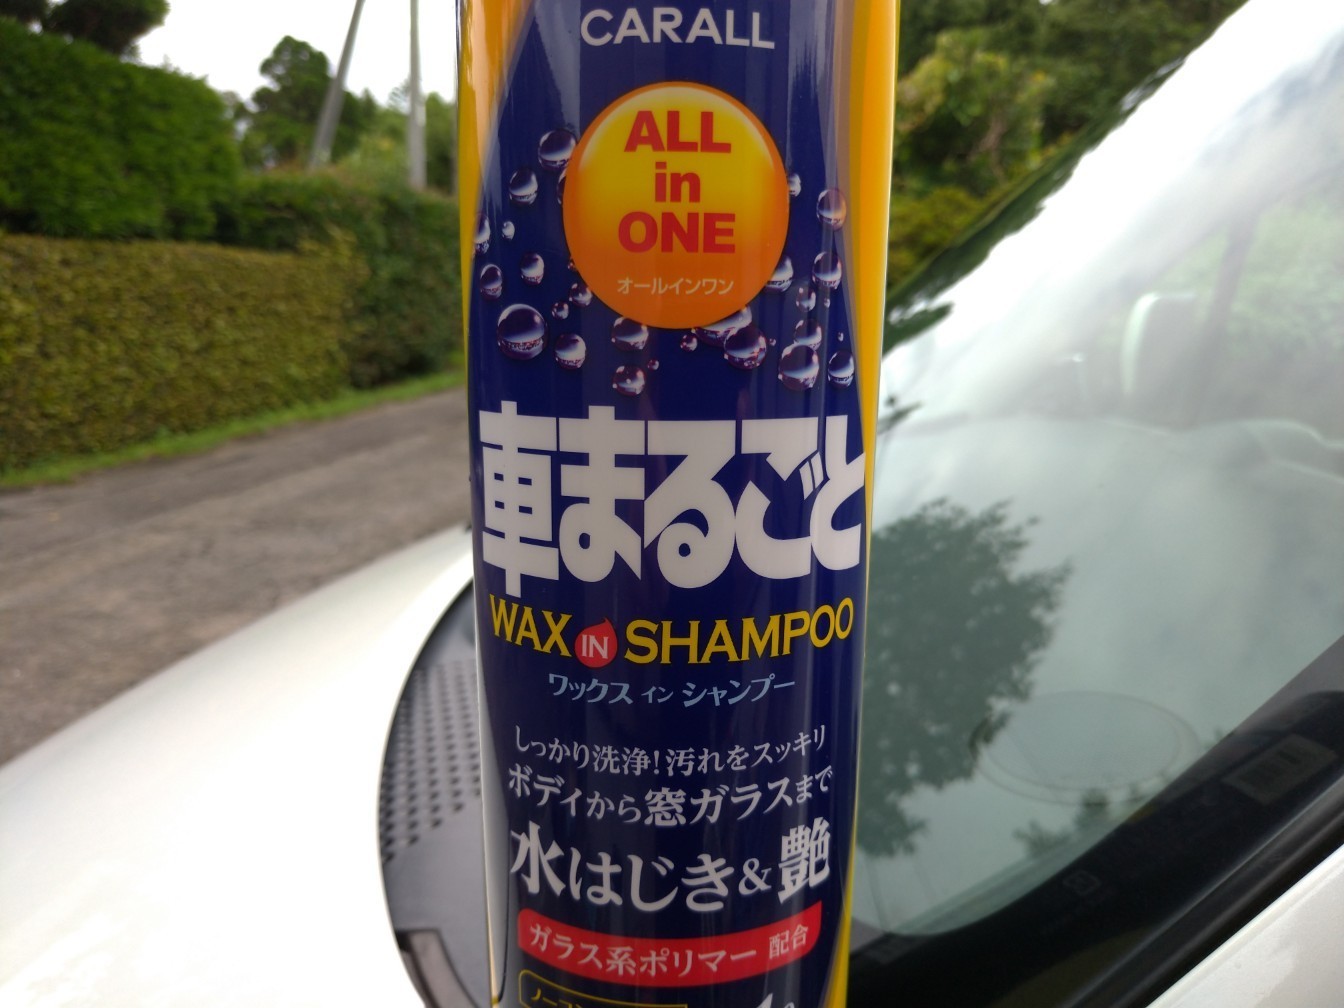 CARALL
ALL
in
ONE
オールインワン
車まるごと
WAX IN SHAMPOO
ワックス イン シャンプー
しっかり洗浄!汚れをスッキリ
ボディから窓ガラスまで
水はじき&艶
ガラス系ポリマー 配合